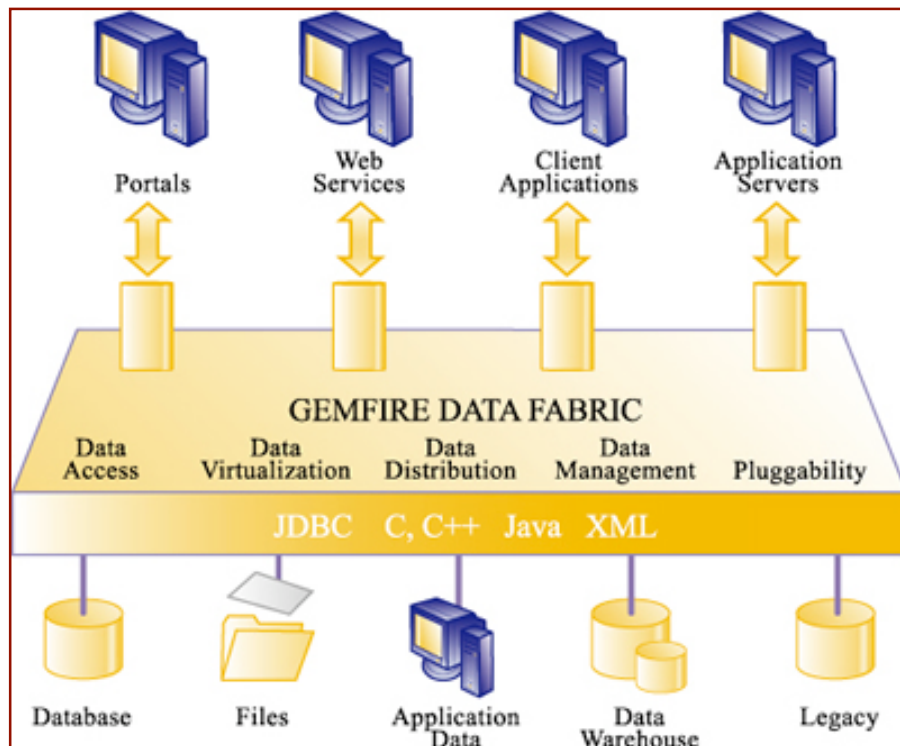 Portals
Web
Services
Client
Applications
Application
Servers
GEMFIRE DATA FABRIC
Data
Access
Data
Virtualization
Data
Distribution
Data
Management
Pluggability
JDBC C, C++ Java XML
Database
Files
Application
Data
Data
Warehouse
Legacy